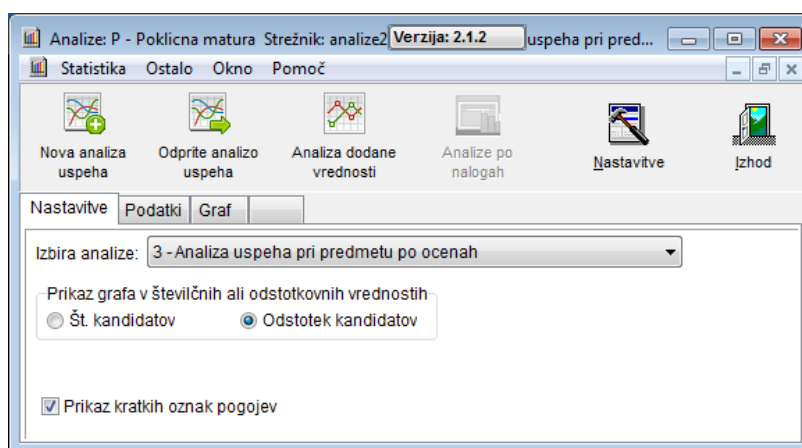 Analize: P - Poklicna matura Strežnik: analize2 Verzija: 2.1.2 uspeha pri pred...
Statistika Ostalo Okno Pomoč
Nova analiza uspeha
Odprite analizo uspeha
Analiza dodane vrednosti
Analize po nalogah
Nastavitve
Izhod
Nastavitve Podatki Graf
Izbira analize: 3 - Analiza uspeha pri predmetu po ocenah
Prikaz grafa v številčnih ali odstotkovnih vrednostih
Št. kandidatov Odstotek kandidatov
Prikaz kratkih oznak pogojev